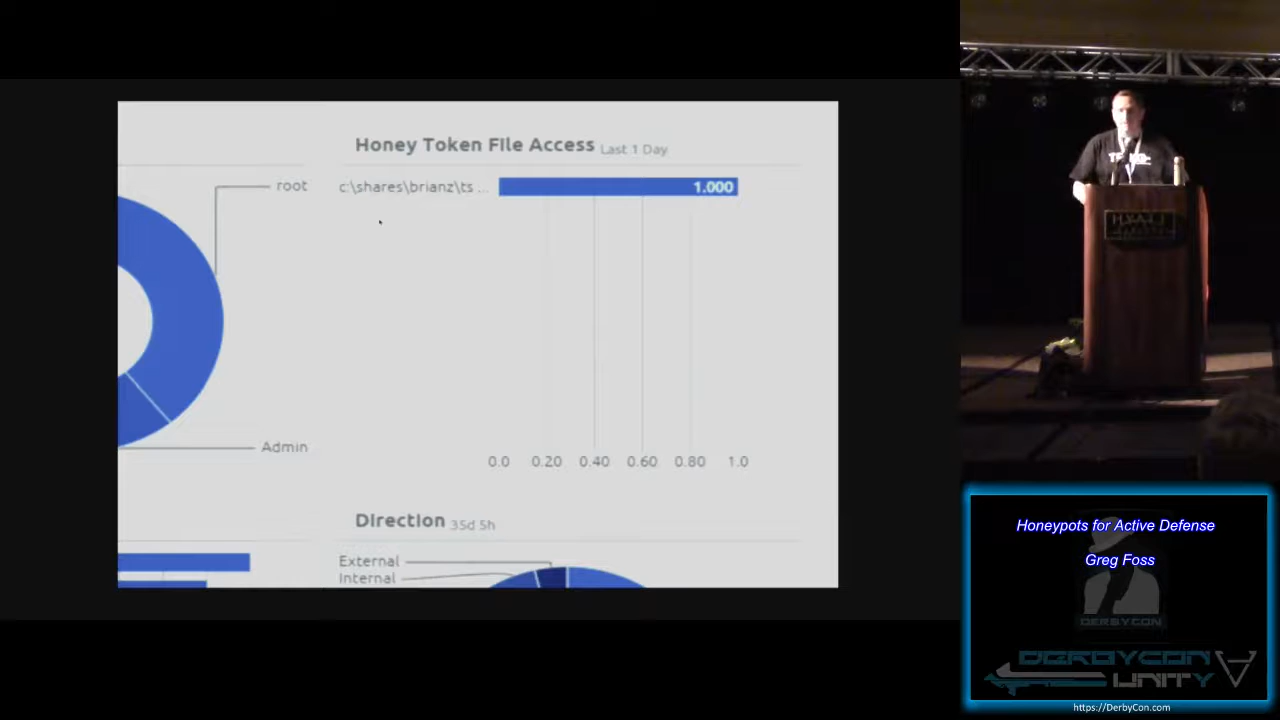 Honey Token File Access Last 1 Day
root
c:\shares\brianz\ts ...
1.000
Admin
0.0 0.20 0.40 0.60 0.80 1.0
Direction 35d 5h
External
Internal
HYATT
Honeypots for Active Defense
Greg Foss
DERBYCON
DERBYCON
UNITY
https://DerbyCon.com